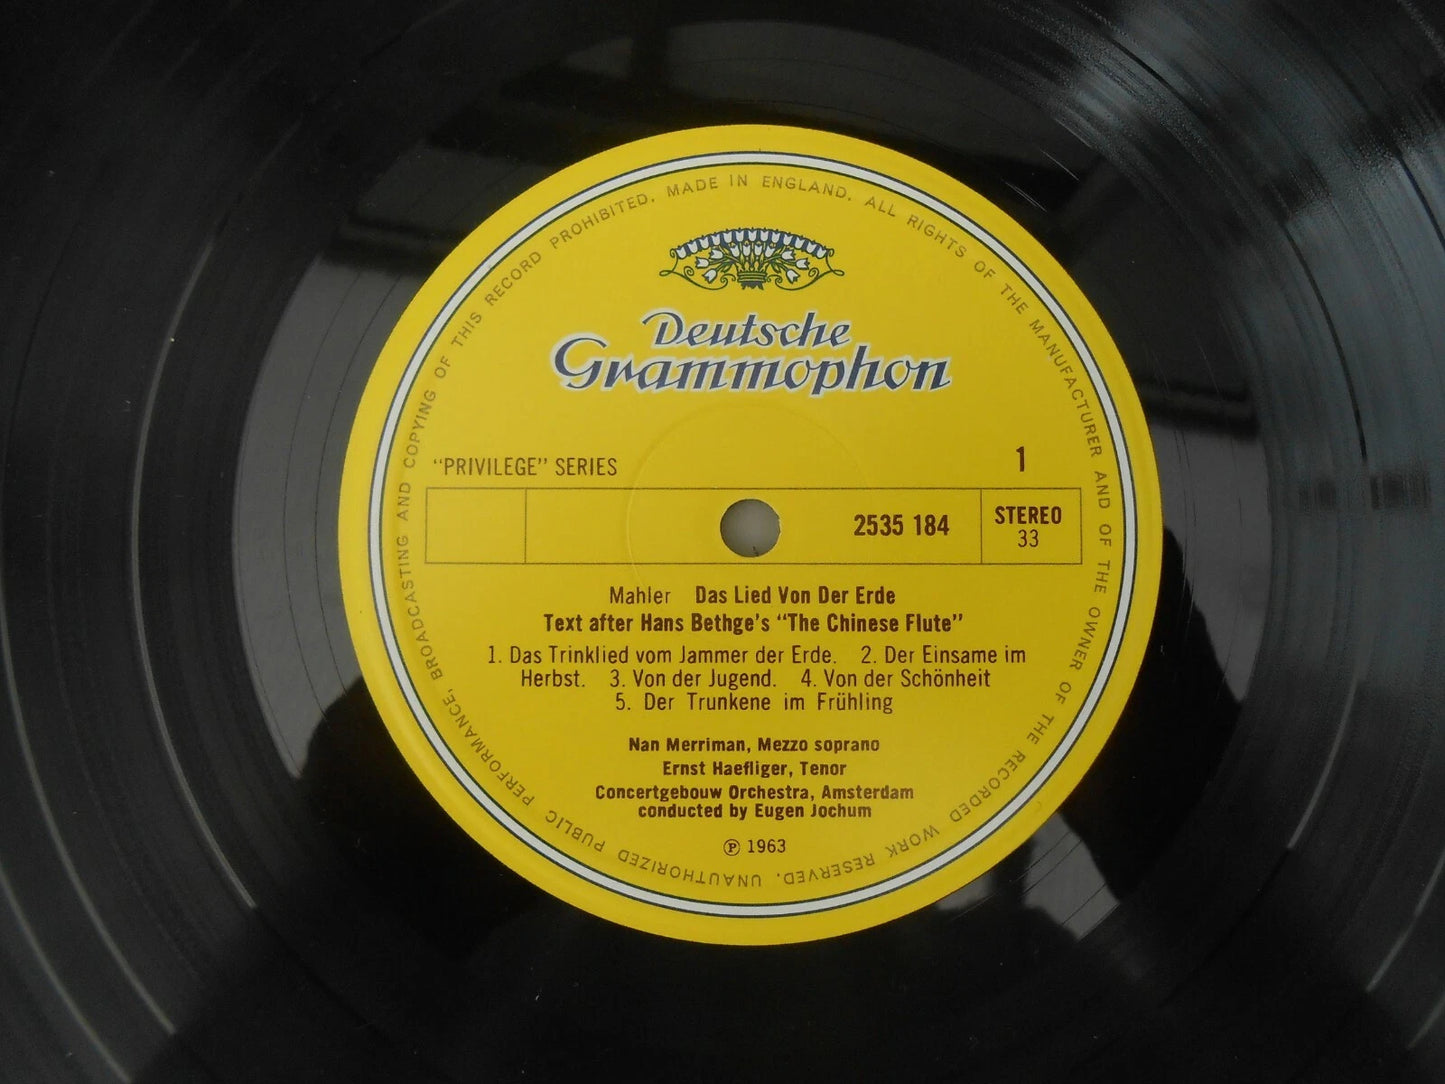 Deutsche
Grammophon
"PRIVILEGE" SERIES
1
2535 184
STEREO
33
Mahler Das Lied Von Der Erde
Text after Hans Bethge's "The Chinese Flute"
1. Das Trinklied vom Jammer der Erde. 2. Der Einsame im
Herbst. 3. Von der Jugend. 4. Von der Schönheit
5. Der Trunkene im Frühling
Nan Merriman, Mezzo soprano
Ernst Haefliger, Tenor
Concertgebouw Orchestra, Amsterdam
conducted by Eugen Jochum
℗ 1963
MADE IN ENGLAND. ALL RIGHTS OF THE MANUFACTURER AND OF THE OWNER OF THE RECORDED WORK RESERVED. UNAUTHORIZED PUBLIC PERFORMANCE, BROADCASTING AND COPYING OF THIS RECORD PROHIBITED.